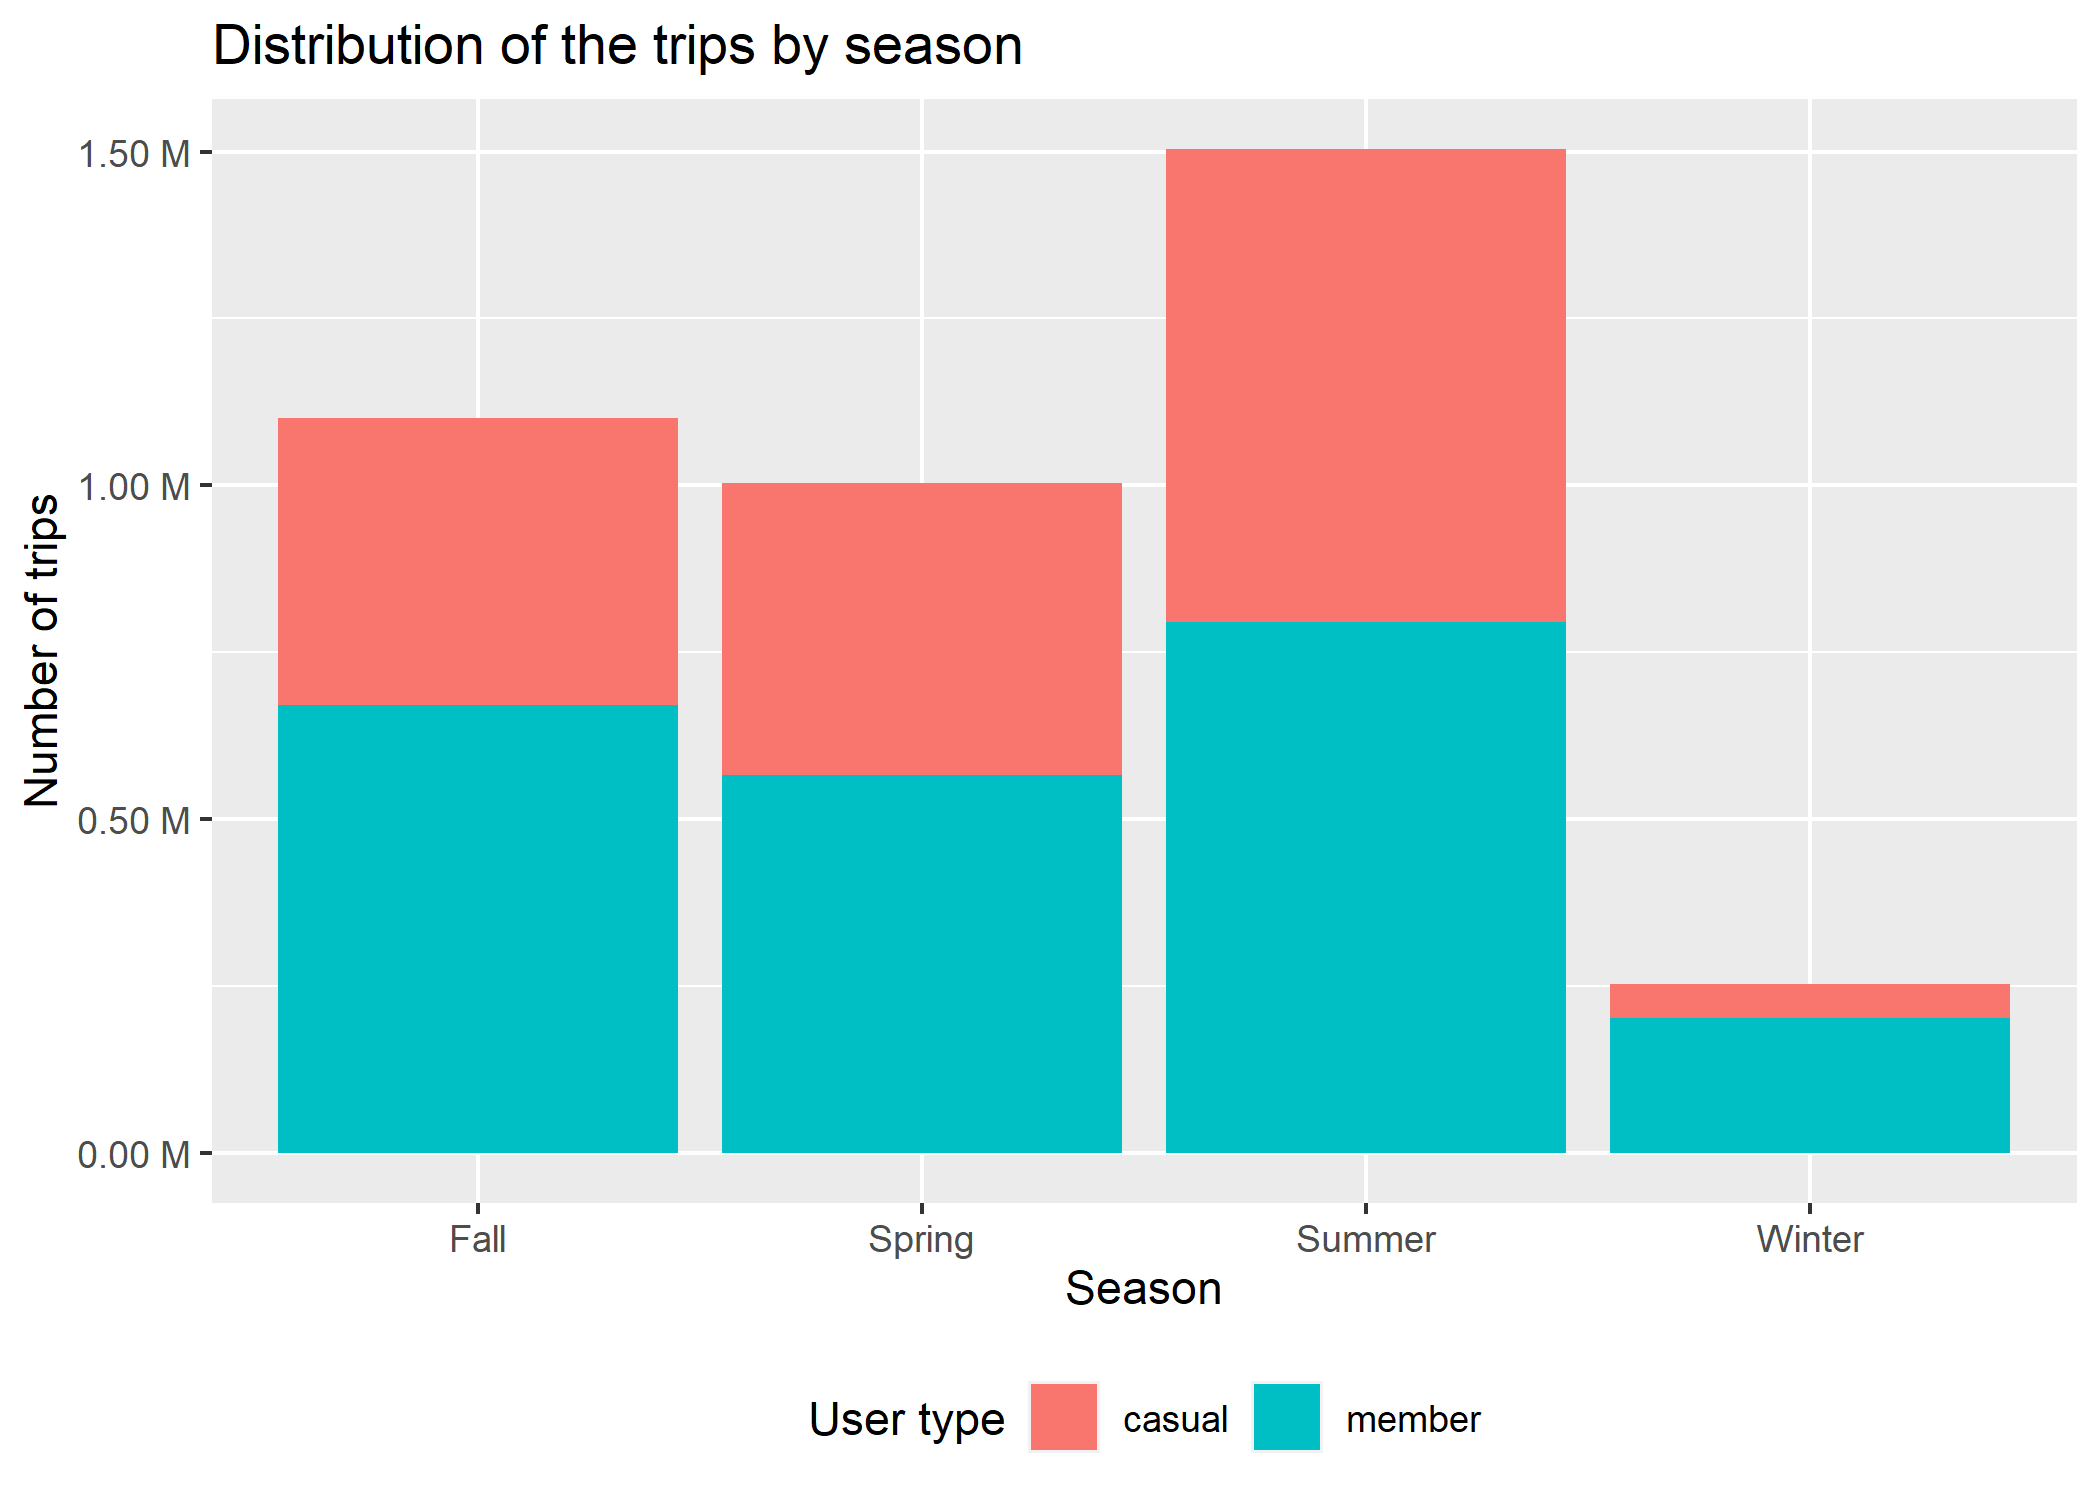 Distribution of the trips by season
1.50 M
1.00 M
0.50 M
0.00 M
Number of trips
Fall Spring Summer Winter
Season
User type casual member